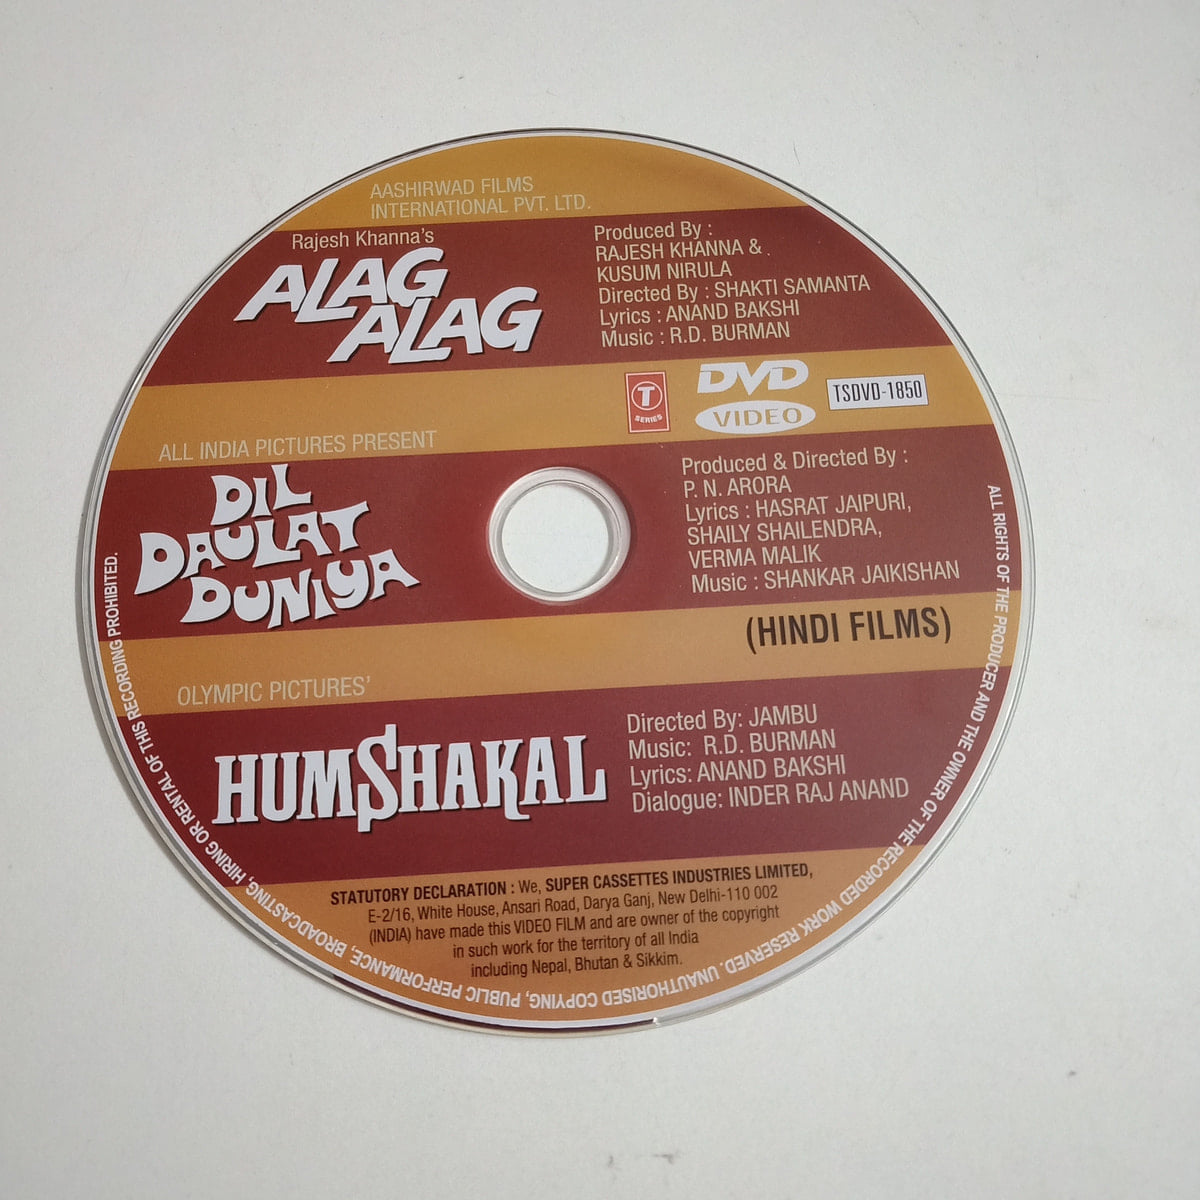 AASHIRWAD FILMS
INTERNATIONAL PVT. LTD.
Rajesh Khanna's
ALAG
ALAG
Produced By :
RAJESH KHANNA &
KUSUM NIRULA
Directed By : SHAKTI SAMANTA
Lyrics : ANAND BAKSHI
Music : R.D. BURMAN
T
SERIES
DVD
VIDEO
TSDVD-1850
ALL INDIA PICTURES PRESENT
DIL
DAULAT
DUNIYA
Produced & Directed By :
P. N. ARORA
Lyrics : HASRAT JAIPURI,
SHAILY SHAILENDRA,
VERMA MALIK
Music : SHANKAR JAIKISHAN
(HINDI FILMS)
OLYMPIC PICTURES'
HUMSHAKAL
Directed By: JAMBU
Music: R.D. BURMAN
Lyrics: ANAND BAKSHI
Dialogue: INDER RAJ ANAND
STATUTORY DECLARATION : We, SUPER CASSETTES INDUSTRIES LIMITED,
E-2/16, White House, Ansari Road, Darya Ganj, New Delhi-110 002
(INDIA) have made this VIDEO FILM and are owner of the copyright
in such work for the territory of all India
including Nepal, Bhutan & Sikkim.
ALL RIGHTS OF THE PRODUCER AND THE OWNER OF THE RECORDED WORK RESERVED. UNAUTHORISED COPYING, PUBLIC PERFORMANCE, BROADCASTING, HIRING OR RENTAL OF THIS RECORDING PROHIBITED.